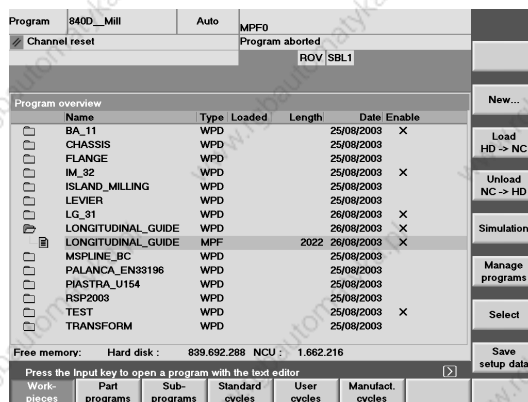 Program 840D__Mill Auto MPF0
Channel reset Program aborted
ROV SBL1
Program overview
Name Type Loaded Length Date Enable
BA_11 WPD 25/08/2003 X
CHASSIS WPD 25/08/2003
FLANGE WPD 25/08/2003
IM_32 WPD 25/08/2003 X
ISLAND_MILLING WPD 25/08/2003
LEVIER WPD 25/08/2003
LG_31 WPD 26/08/2003 X
LONGITUDINAL_GUIDE WPD 26/08/2003 X
LONGITUDINAL_GUIDE MPF 2022 26/08/2003 X
MSPLINE_BC WPD 25/08/2003
PALANCA_EN33196 WPD 25/08/2003
PIASTRA_U154 WPD 25/08/2003
RSP2003 WPD 25/08/2003
TEST WPD 25/08/2003 X
TRANSFORM WPD 25/08/2003
Free memory: Hard disk : 839.692.288 NCU : 1.662.216
Press the Input key to open a program with the text editor
New...
Load
HD -> NC
Unload
NC -> HD
Simulation
Manage
programs
Select
Save
setup data
Work-
pieces
Part
programs
Sub-
programs
Standard
cycles
User
cycles
Manufact.
cycles